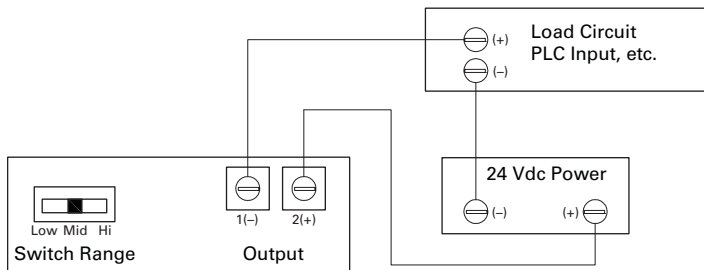 Load Circuit
PLC Input, etc.
(+)
(–)
24 Vdc Power
(–)
(+)
1(–)
2(+)
Low Mid Hi
Switch Range
Output